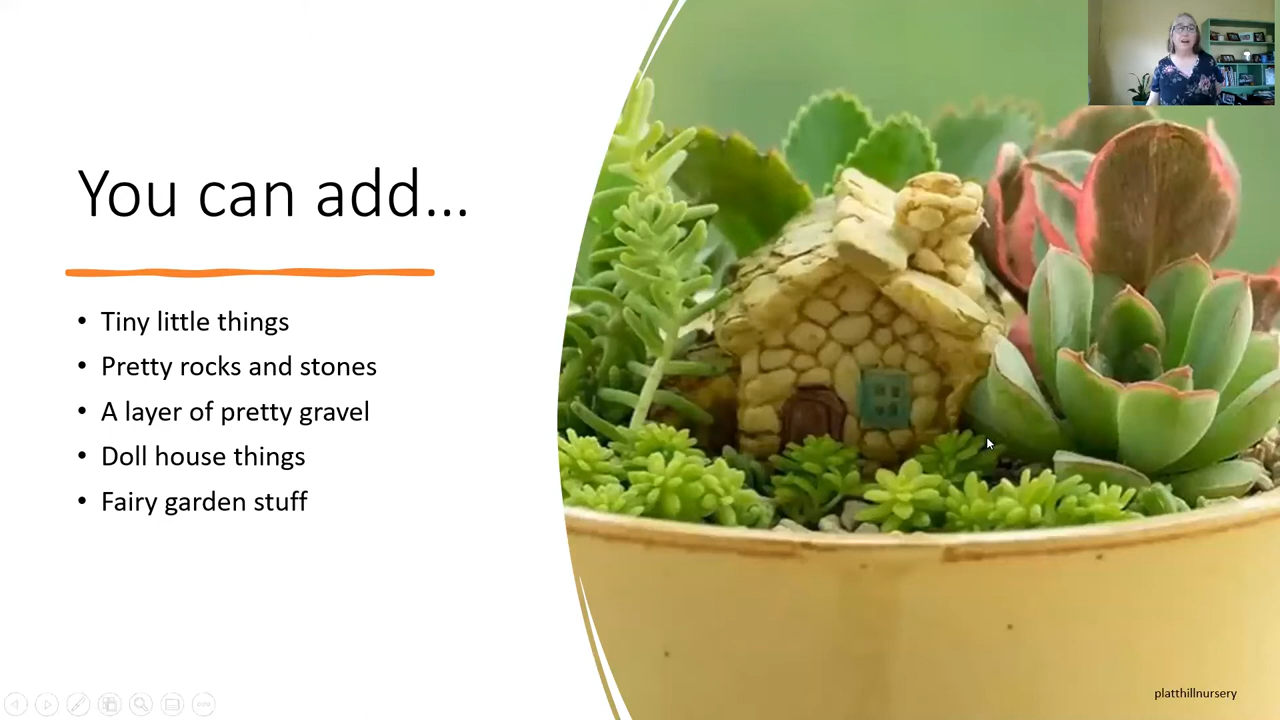 You can add...
• Tiny little things
• Pretty rocks and stones
• A layer of pretty gravel
• Doll house things
• Fairy garden stuff
platthillnursery